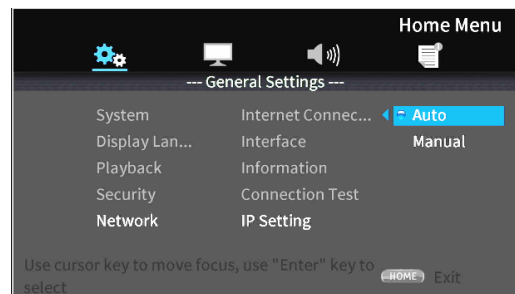 Home Menu
--- General Settings ---
System Internet Connec... Auto
Display Lan... Interface Manual
Playback Information
Security Connection Test
Network IP Setting
Use cursor key to move focus, use "Enter" key to
select
HOME Exit